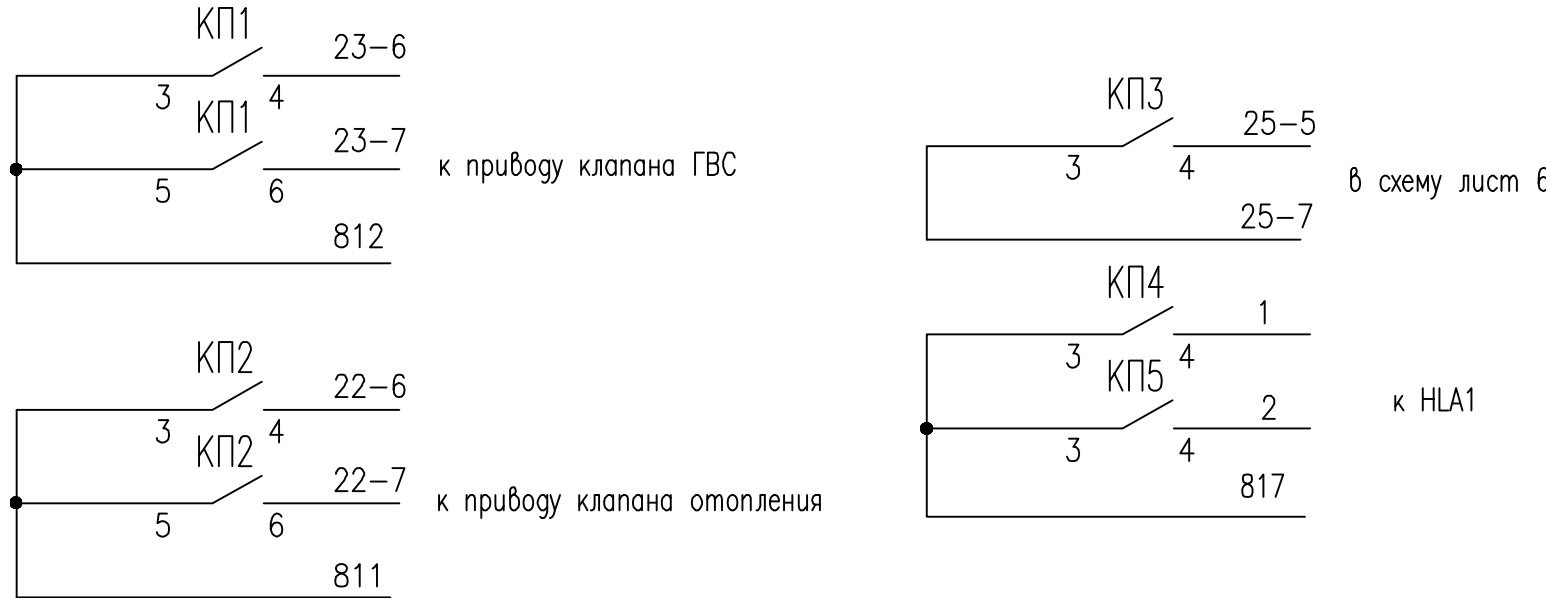 КП1
23-6
3
4
КП1
23-7
5
6
к приводу клапана ГВС
812
КП2
22-6
3
4
КП2
22-7
5
6
к приводу клапана отопления
811
КП3
25-5
3
4
в схему лист 6
25-7
КП4
1
3
4
КП5
2
3
4
к HLA1
817